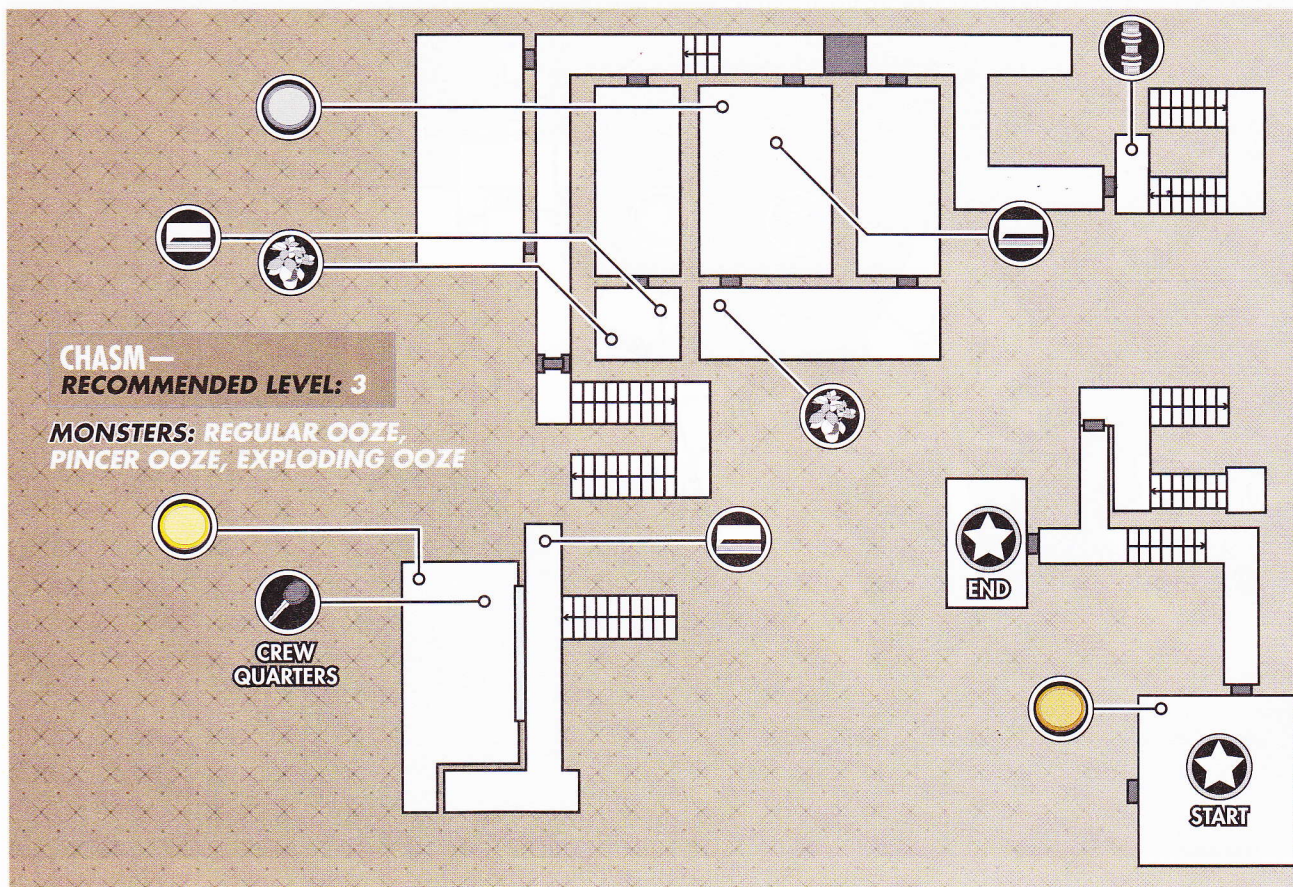 CHASM—
RECOMMENDED LEVEL: 3
MONSTERS: REGULAR OOZE,
PINCER OOZE, EXPLODING OOZE
CREW
QUARTERS
END
START